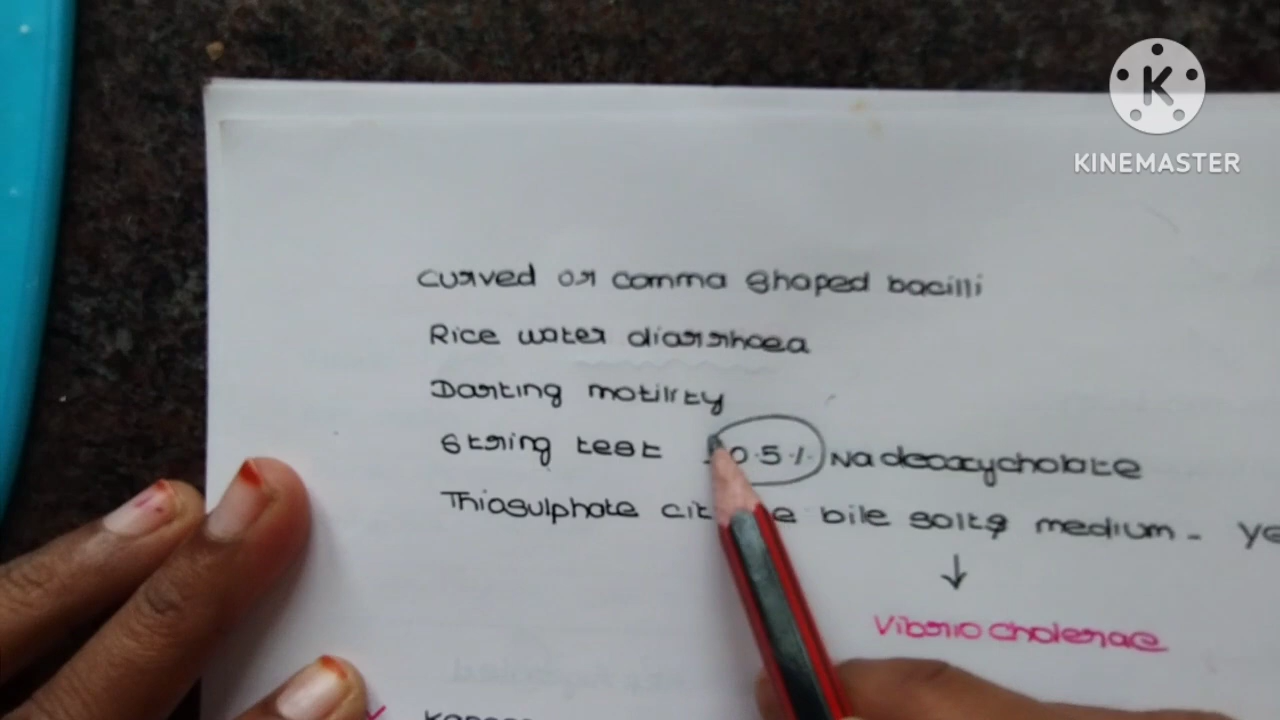 KINEMASTER
Curved or comma shaped bacilli
Rice water diarrhoea
Darting motility
String test 0.5% Na deoxycholate
Thiosulphate bile salts medium -
Vibrio cholerae